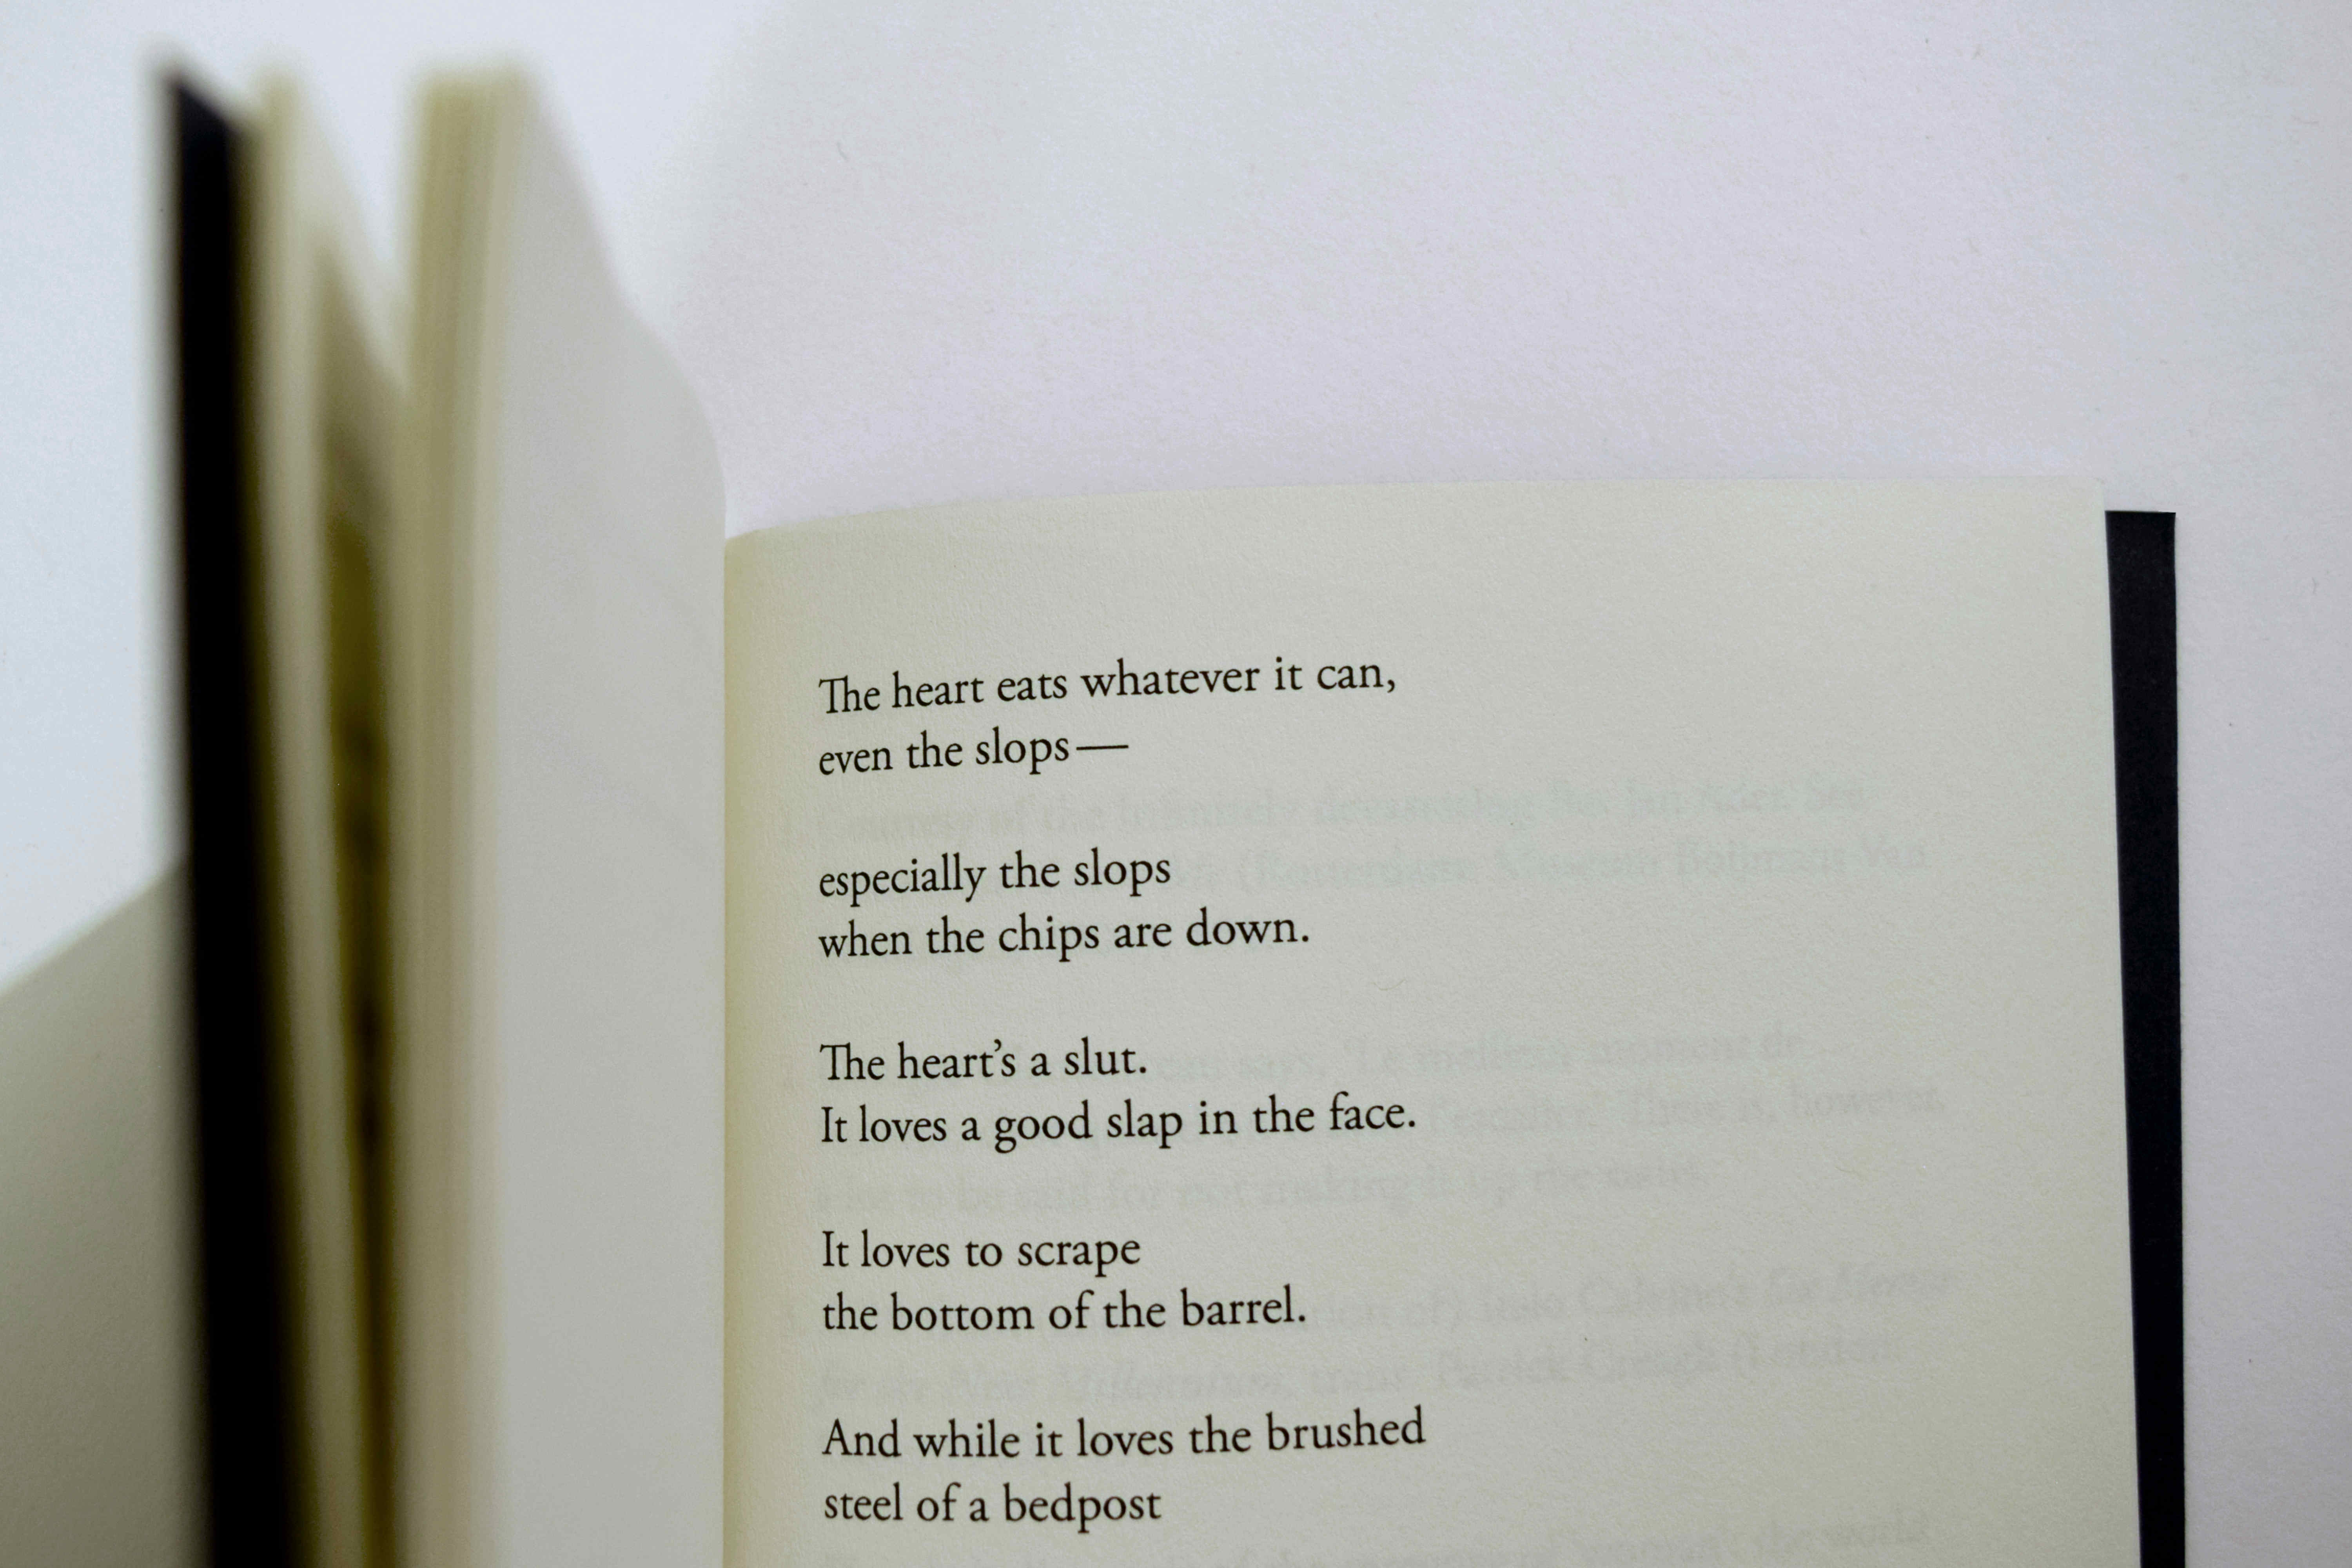 The heart eats whatever it can,
even the slops—
especially the slops
when the chips are down.
The heart’s a slut.
It loves a good slap in the face.
It loves to scrape
the bottom of the barrel.
And while it loves the brushed
steel of a bedpost